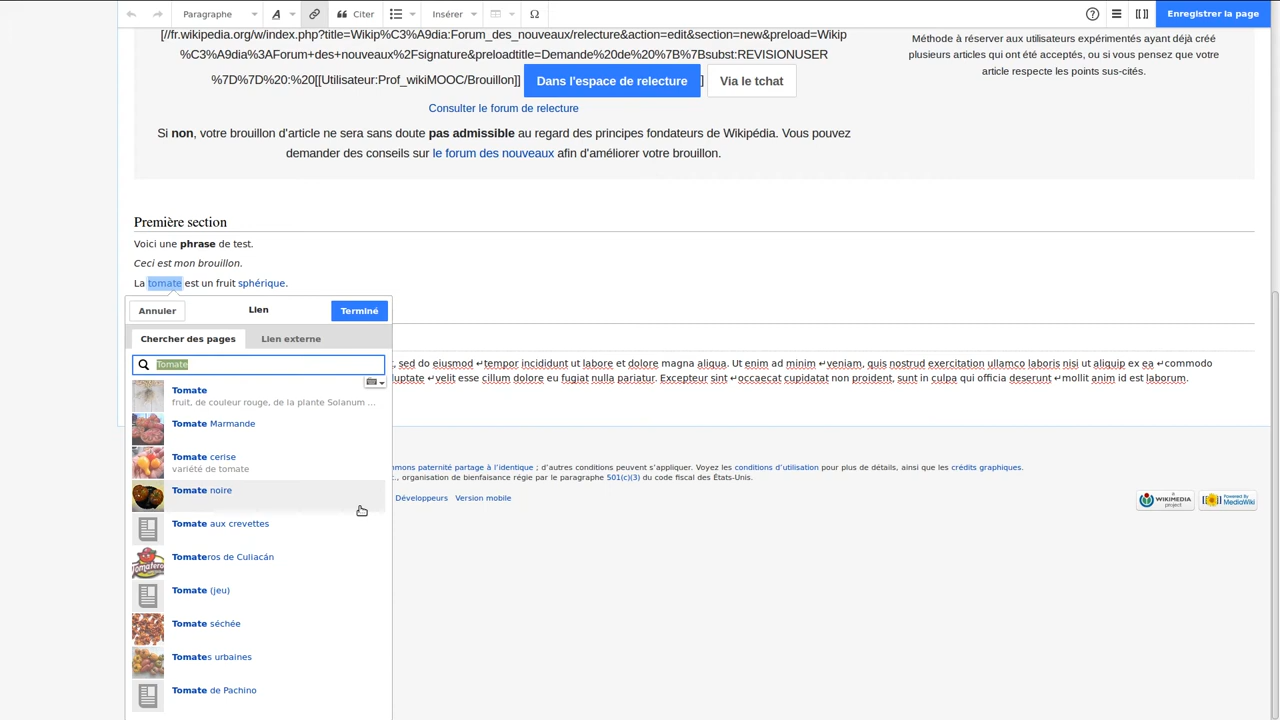 Paragraphe
A
Citer
Insérer
Ω
Enregistrer la page
[//fr.wikipedia.org/w/index.php?title=Wikip%C3%A9dia:Forum_des_nouveaux/relecture&action=edit&section=new&preload=Wikip
%C3%A9dia%3AForum+des+nouveaux%2Fsignature&preloadtitle=Demande%20de%20%7B%7Bsubst:REVISIONUSER
%7D%7D%20:%20[[Utilisateur:Prof_wikiMOOC/Brouillon]] Dans l'espace de relecture ] Via le tchat
Consulter le forum de relecture
Si non, votre brouillon d'article ne sera sans doute pas admissible au regard des principes fondateurs de Wikipédia. Vous pouvez
demander des conseils sur le forum des nouveaux afin d'améliorer votre brouillon.
Méthode à réserver aux utilisateurs expérimentés ayant déjà créé
plusieurs articles qui ont été acceptés, ou si vous pensez que votre
article respecte les points sus-cités.
Première section
Voici une phrase de test.
Ceci est mon brouillon.
La tomate est un fruit sphérique.
Annuler
Lien
Terminé
Chercher des pages
Lien externe
Tomate
Tomate
fruit, de couleur rouge, de la plante Solanum ...
Tomate Marmande
Tomate cerise
variété de tomate
Tomate noire
Tomate aux crevettes
Tomateros de Culiacán
Tomate (jeu)
Tomate séchée
Tomates urbaines
Tomate de Pachino
, sed do eiusmod ↵tempor incididunt ut labore et dolore magna aliqua. Ut enim ad minim ↵veniam, quis nostrud exercitation ullamco laboris nisi ut aliquip ex ea ↵commodo
luptate ↵velit esse cillum dolore eu fugiat nulla pariatur. Excepteur sint ↵occaecat cupidatat non proident, sunt in culpa qui officia deserunt ↵mollit anim id est laborum.
mons paternité partage à l'identique ; d'autres conditions peuvent s'appliquer. Voyez les conditions d'utilisation pour plus de détails, ainsi que les crédits graphiques.
, organisation de bienfaisance régie par le paragraphe 501(c)(3) du code fiscal des États-Unis.
Développeurs
Version mobile
WIKIMEDIA
project
Powered By
MediaWiki